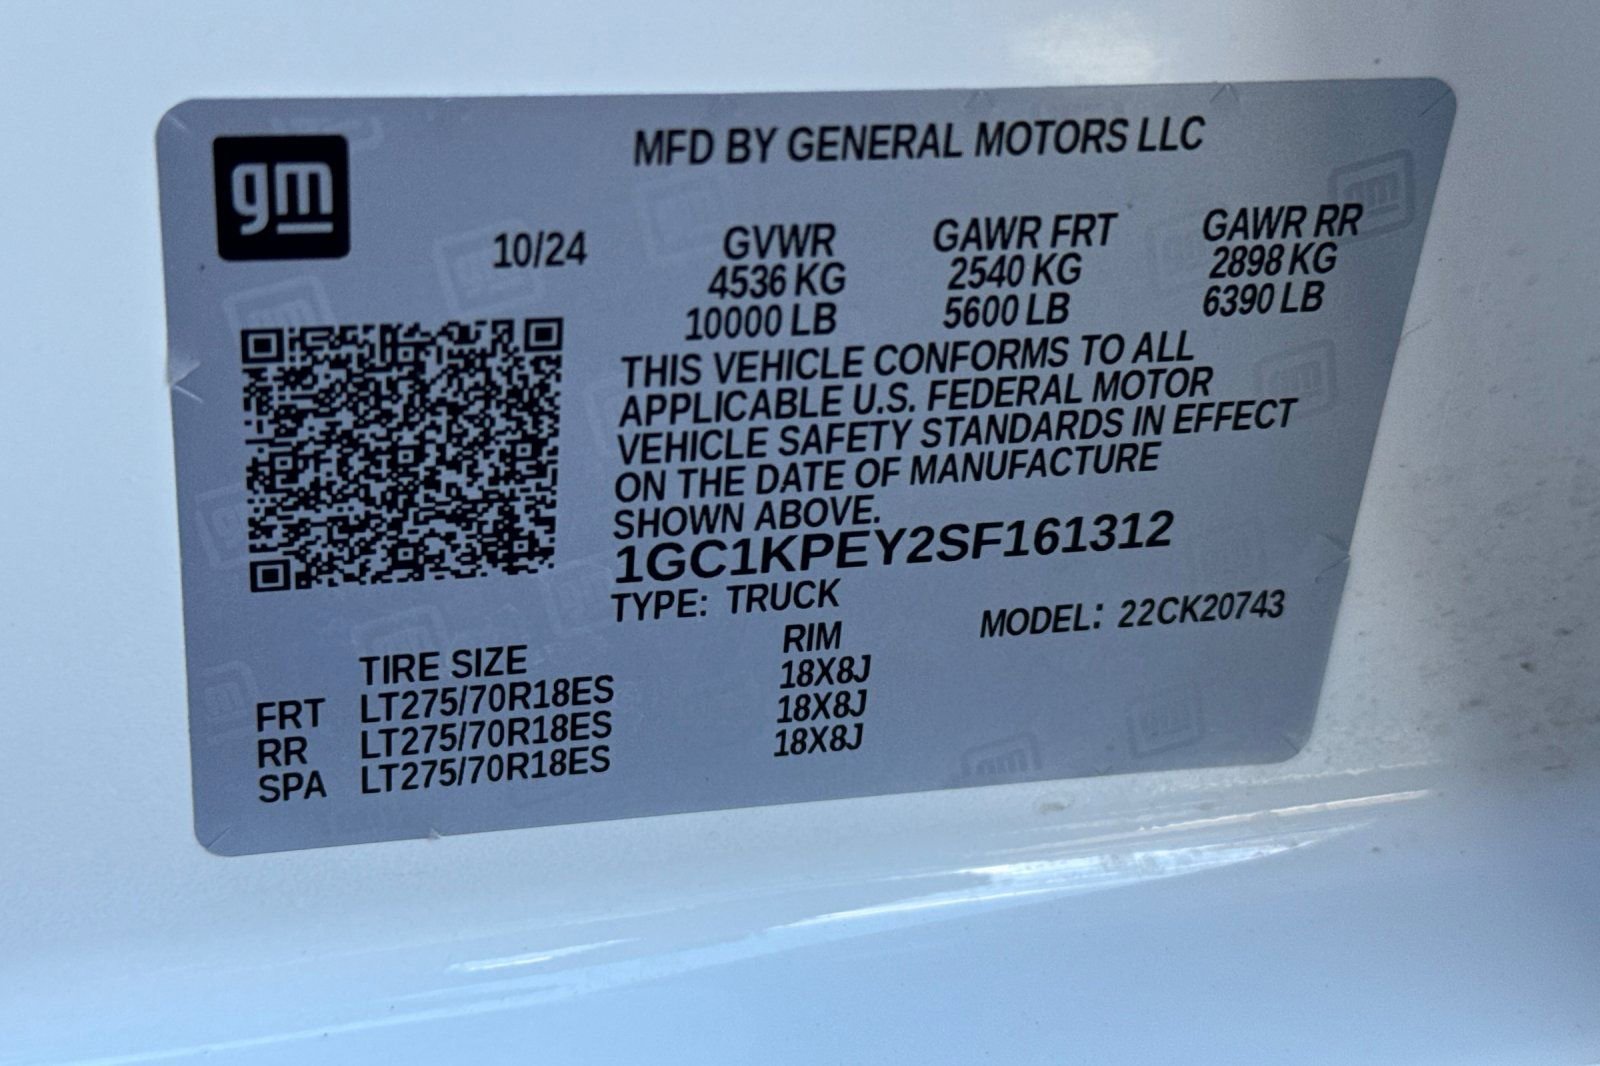 gm
MFD BY GENERAL MOTORS LLC
10/24 GVWR GAWR FRT GAWR RR
4536 KG 2540 KG 2898 KG
10000 LB 5600 LB 6390 LB
THIS VEHICLE CONFORMS TO ALL
APPLICABLE U.S. FEDERAL MOTOR
VEHICLE SAFETY STANDARDS IN EFFECT
ON THE DATE OF MANUFACTURE
SHOWN ABOVE.
1GC1KPEY2SF161312
TYPE: TRUCK MODEL: 22CK20743
TIRE SIZE RIM
FRT LT275/70R18ES 18X8J
RR LT275/70R18ES 18X8J
SPA LT275/70R18ES 18X8J